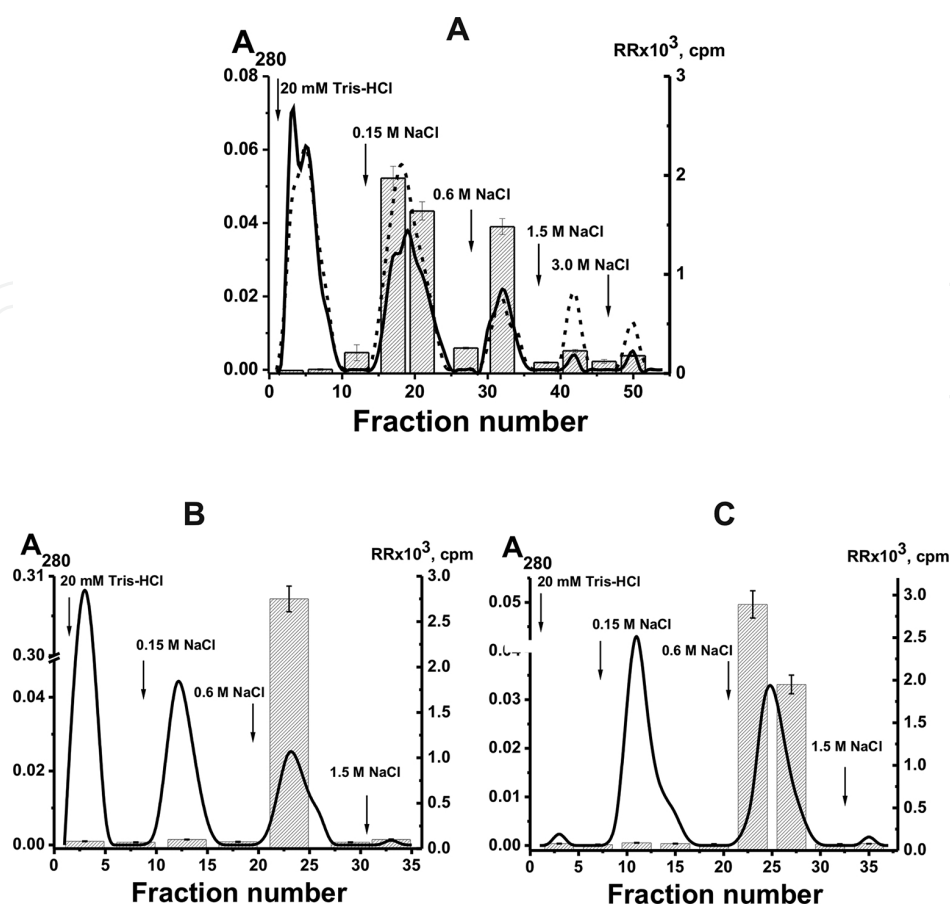 A
A280
RRx10³, cpm
0.08
3
20 mM Tris-HCl
0.15 M NaCl
0.06
2
0.6 M NaCl
0.04
1.5 M NaCl
1
3.0 M NaCl
0.02
0.00
0
0 10 20 30 40 50
Fraction number
B
A280
RRx10³, cpm
0.31
3.0
20 mM Tris-HCl
2.5
0.15 M NaCl
0.30
2.0
0.6 M NaCl
0.04
1.5
1.0
1.5 M NaCl
0.02
0.5
0.00
0.0
0 5 10 15 20 25 30 35
Fraction number
C
A280
RRx10³, cpm
20 mM Tris-HCl
3.0
0.05
0.15 M NaCl
2.5
0.6 M NaCl
0.04
2.0
0.03
1.5
1.5 M NaCl
0.02
1.0
0.01
0.5
0.00
0.0
0 5 10 15 20 25 30 35
Fraction number